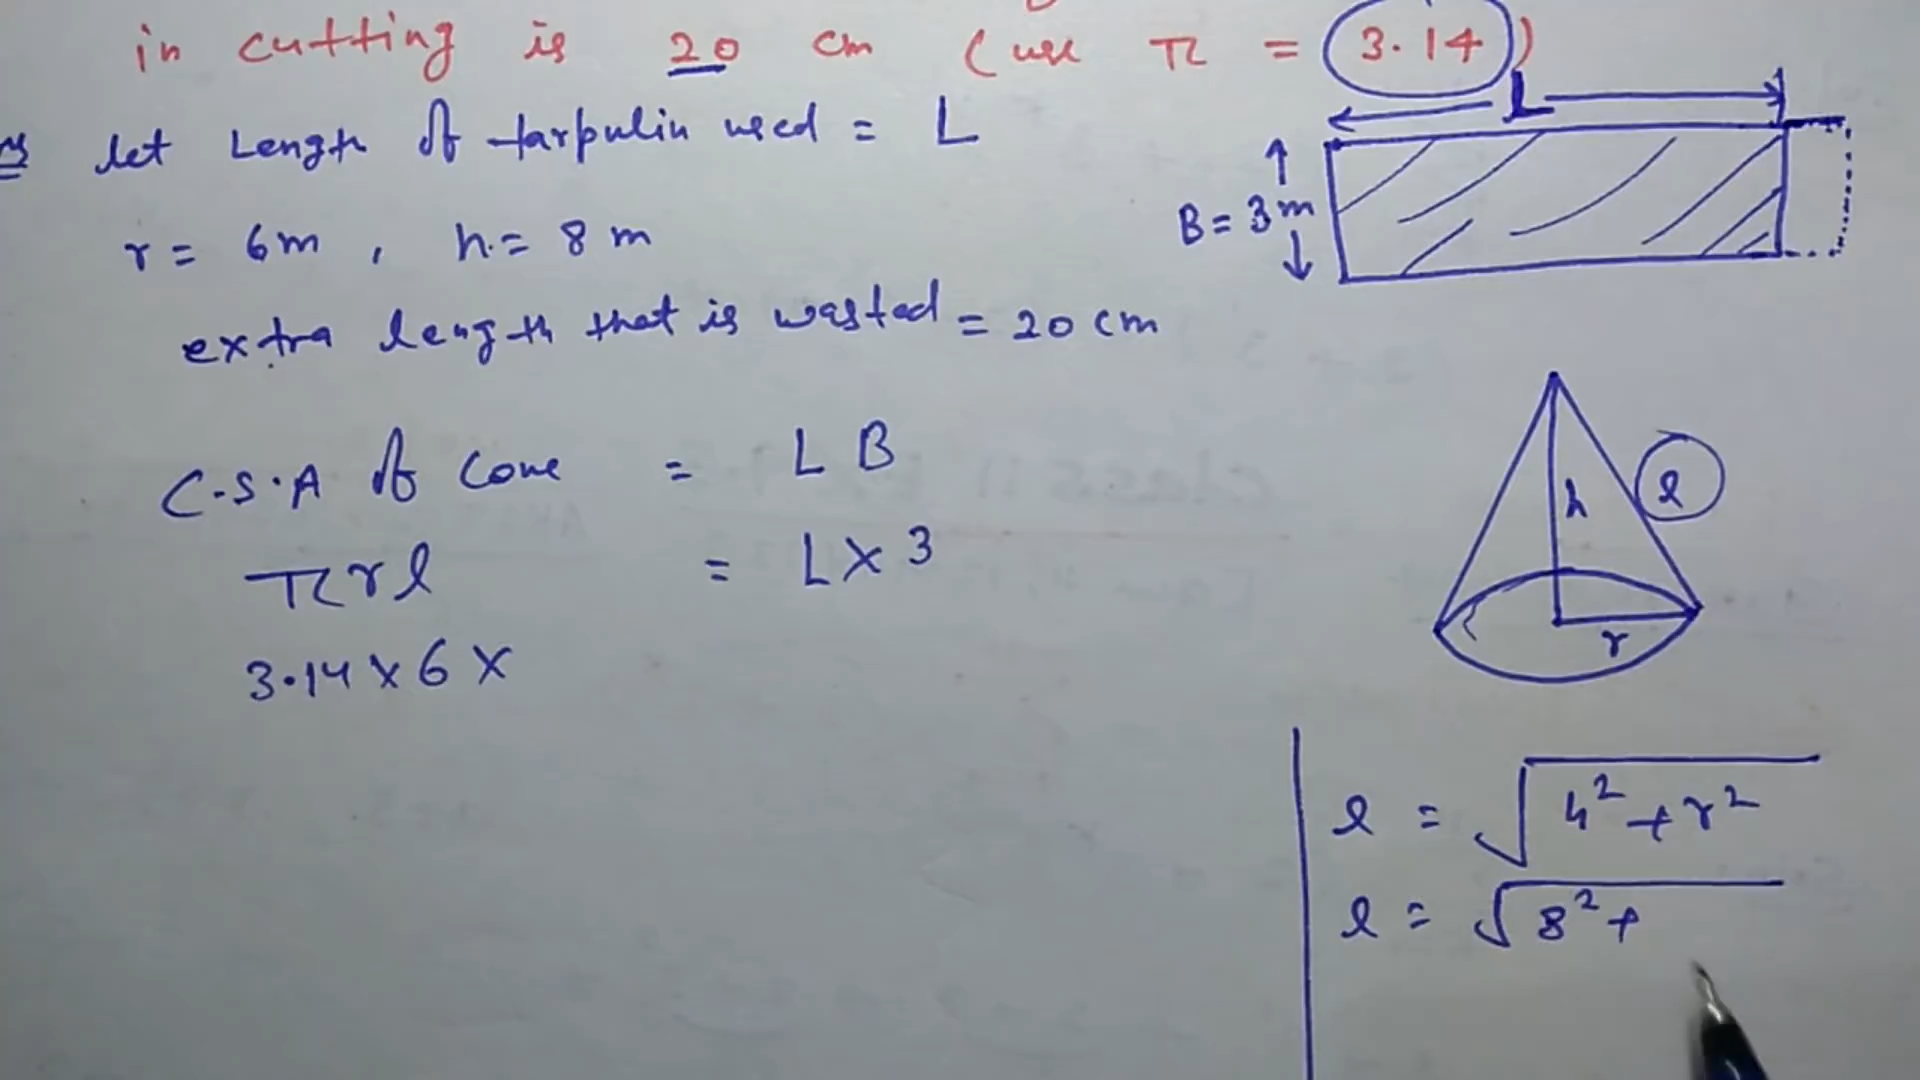 in cutting is 20 cm (use π = 3.14)
let Length of tarpulin used = L
r = 6m , h = 8 m
extra length that is wasted = 20 cm
C.S.A of Cone = L B
πrl = L X 3
3.14 x 6 x
L
B = 3 m
h
l
r
l = √h²+r²
l = √8²+